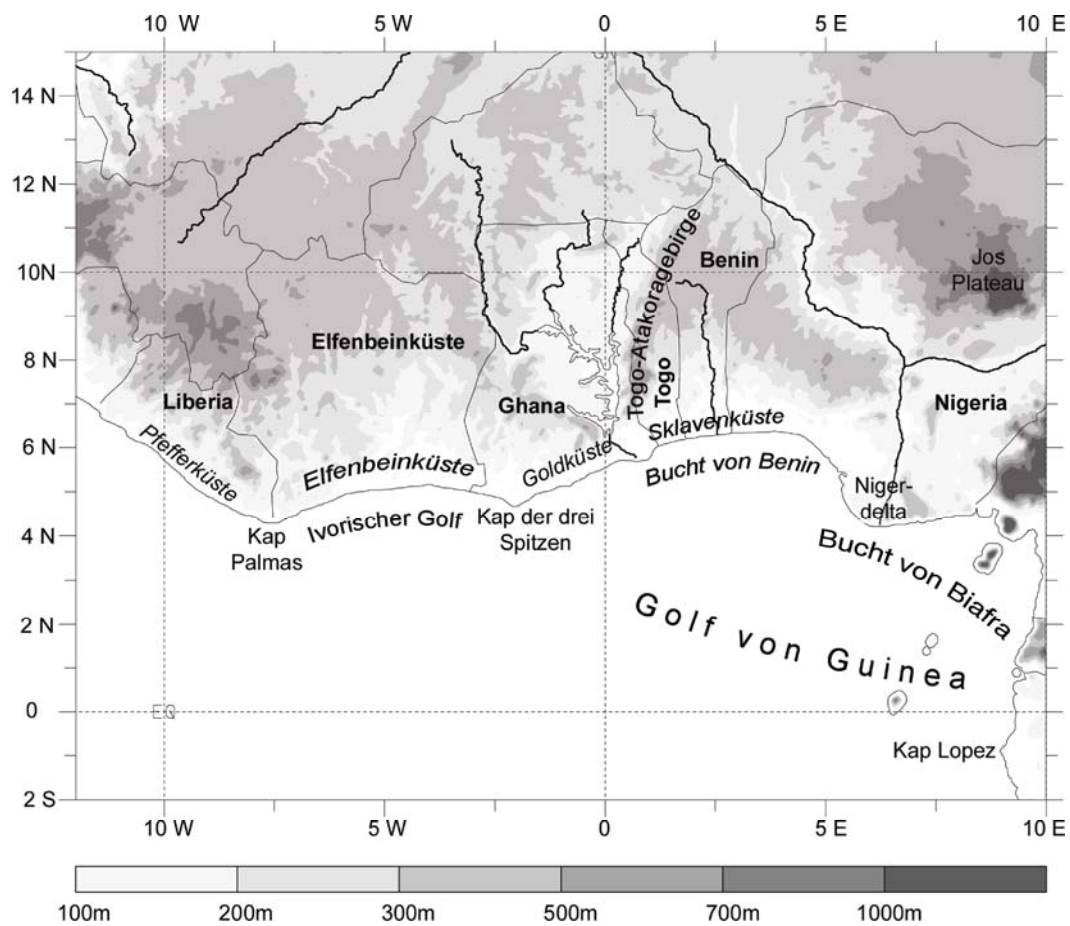 10 W 5 W 0 5 E 10 E
14 N
12 N
10N
8 N
6 N
4 N
2 N
0
2 S
Jos
Plateau
Benin
Togo-Atakoragebirge
Elfenbeinküste
Togo
Liberia
Ghana
Nigeria
Sklavenküste
Pfefferküste
Elfenbeinküste
Goldküste
Bucht von Benin
Niger-
delta
Kap
Palmas
Ivorischer Golf
Kap der drei
Spitzen
Bucht von Biafra
Golf von Guinea
EQ
Kap Lopez
10 W 5 W 0 5 E 10 E
100m 200m 300m 500m 700m 1000m